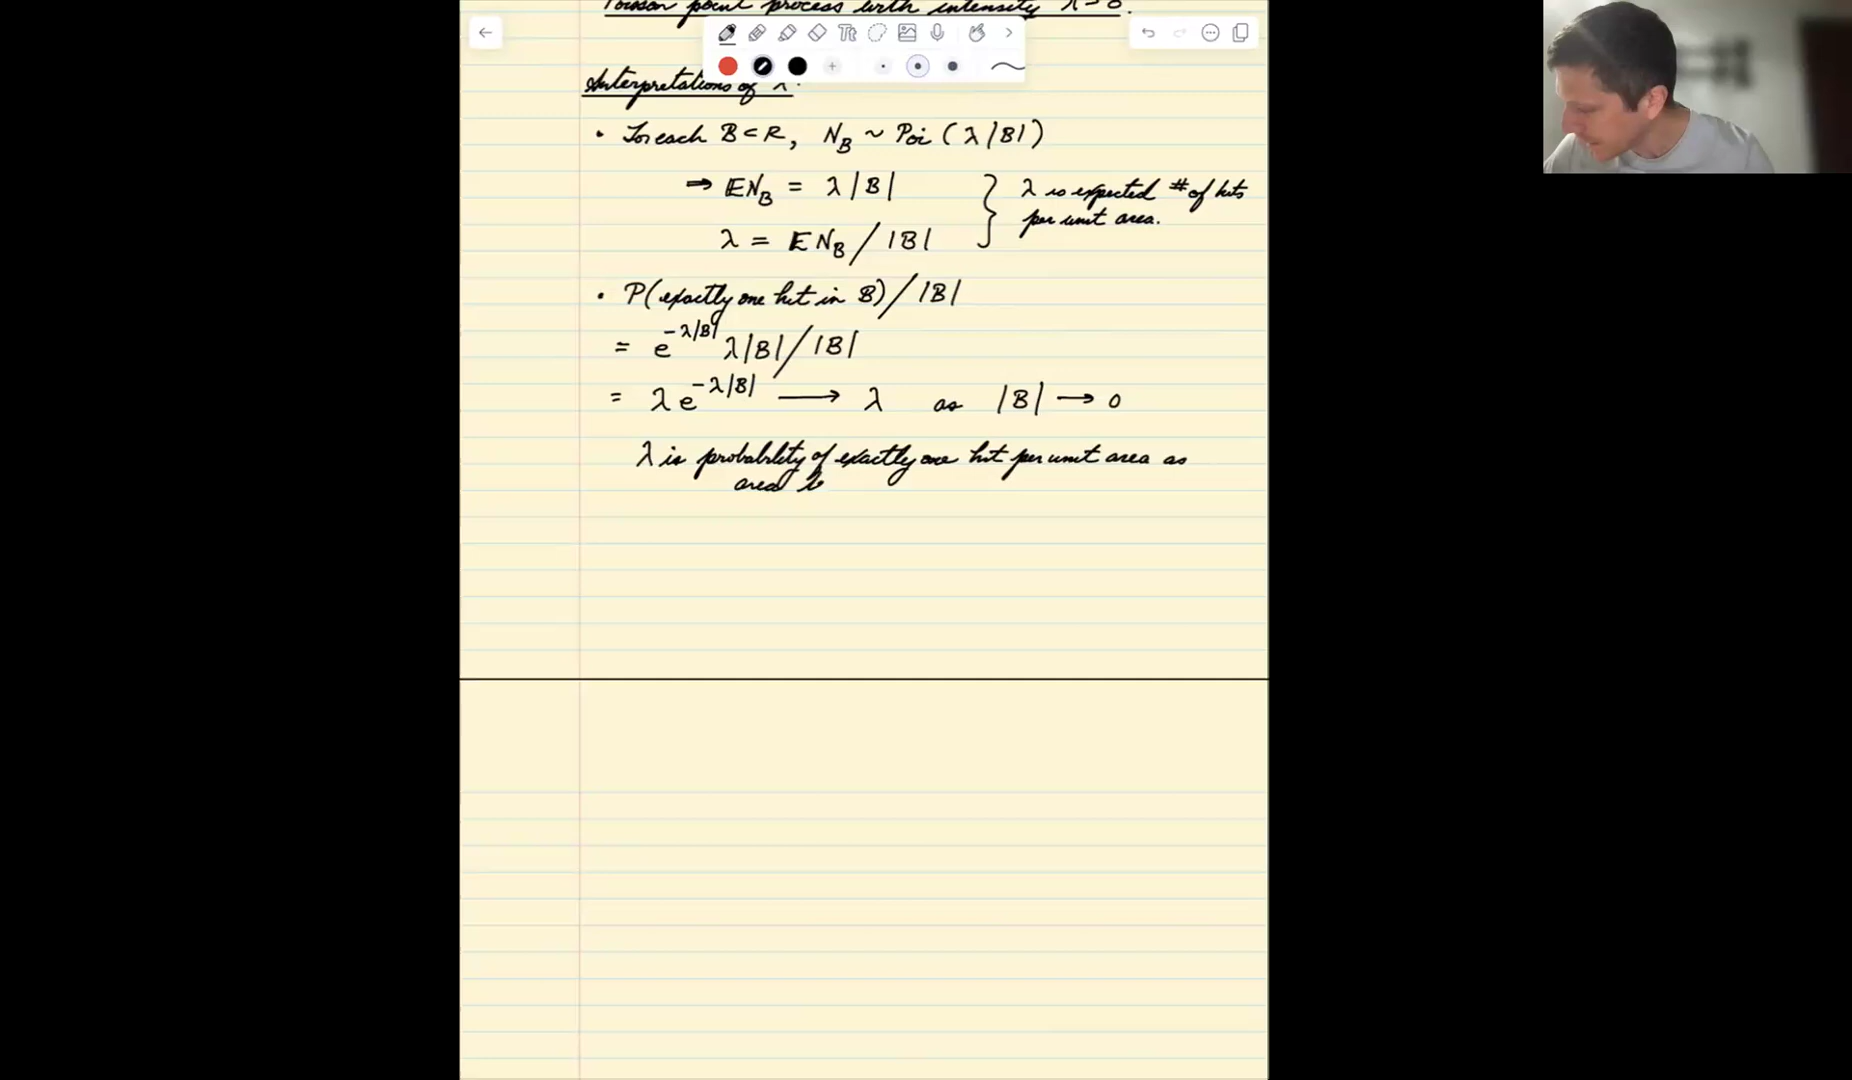 Poisson point process with intensity λ > 0.
Interpretations of λ:
• For each B ⊂ R, N_B ~ Poi (λ|B|)
⇒ EN_B = λ|B|
λ = EN_B / |B|
} λ is expected # of hits
per unit area.
• P(exactly one hit in B) / |B|
= e^{-λ|B|} λ|B| / |B|
= λ e^{-λ|B|} ⟶ λ as |B| ⟶ 0
λ is probability of exactly one hit per unit area as
area